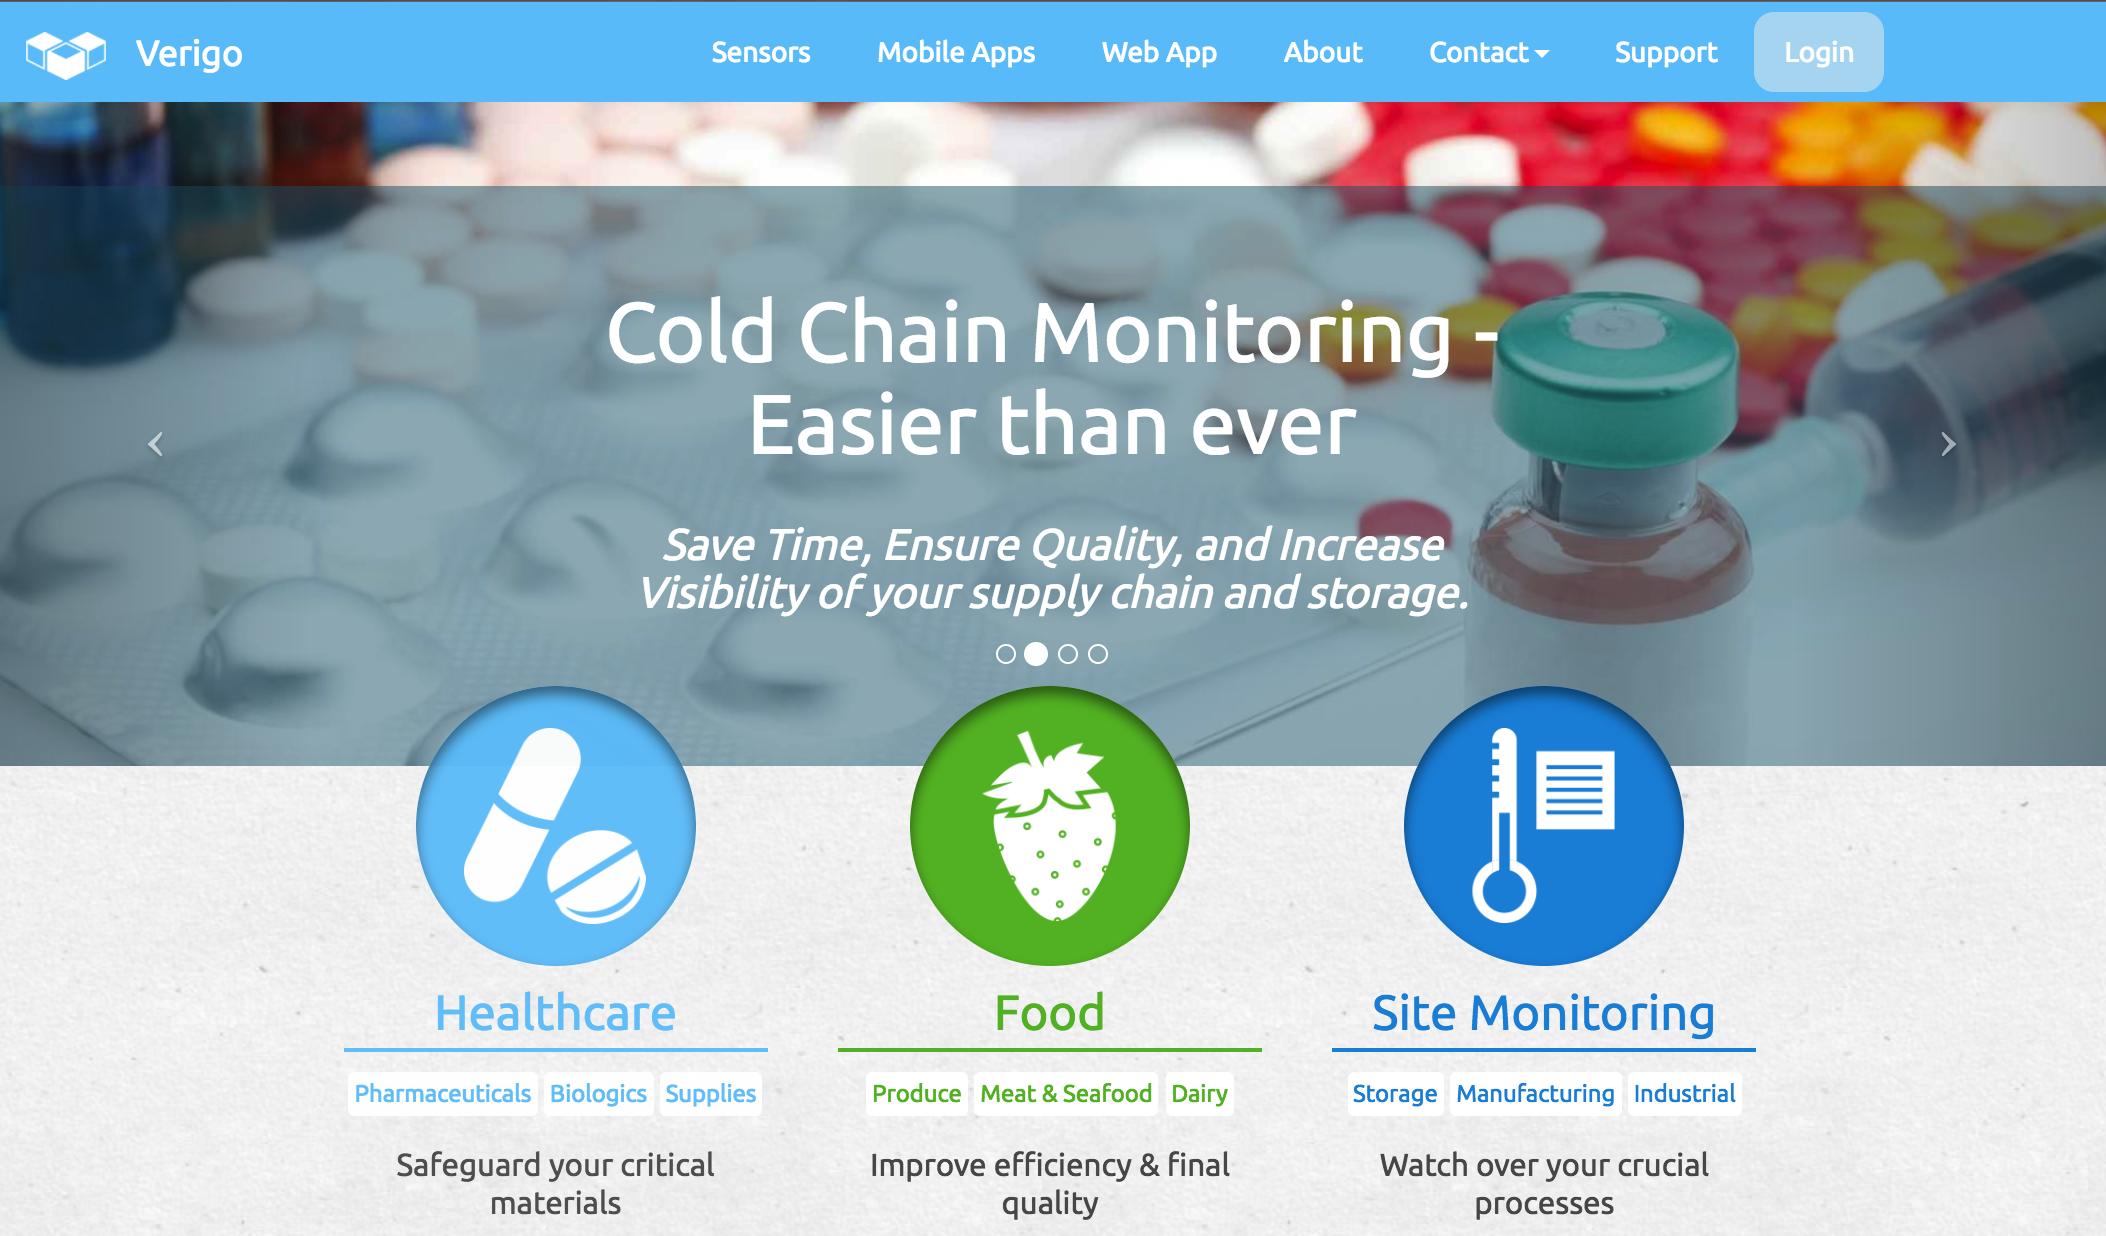 Verigo
Sensors
Mobile Apps
Web App
About
Contact
Support
Login
Cold Chain Monitoring -
Easier than ever
Save Time, Ensure Quality, and Increase
Visibility of your supply chain and storage.
Healthcare
Pharmaceuticals Biologics Supplies
Safeguard your critical
materials
Food
Produce Meat & Seafood Dairy
Improve efficiency & final
quality
Site Monitoring
Storage Manufacturing Industrial
Watch over your crucial
processes